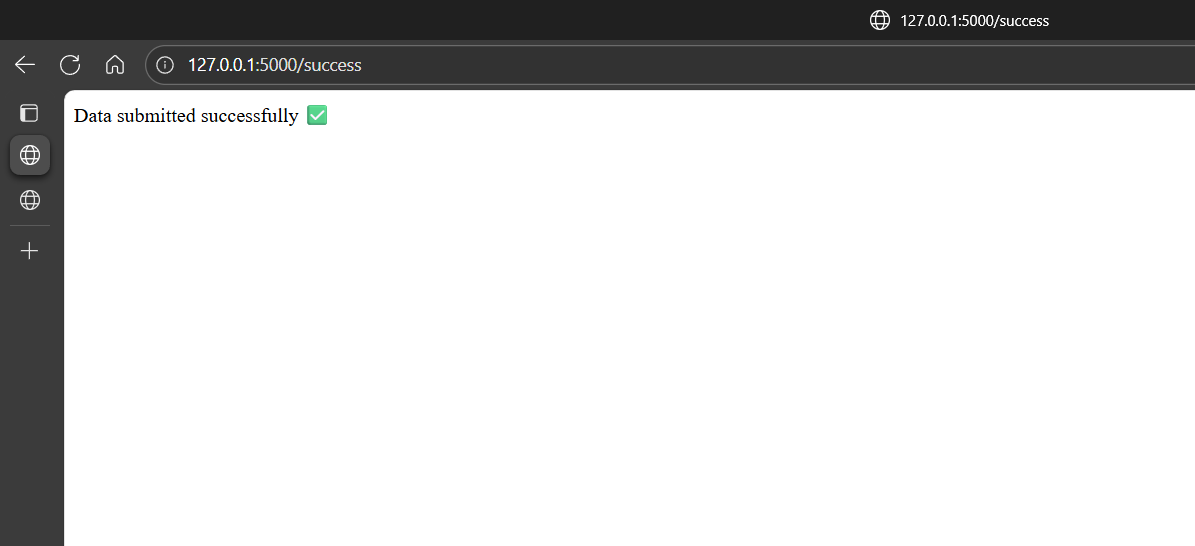 127.0.0.1:5000/success
127.0.0.1:5000/success
Data submitted successfully ✅